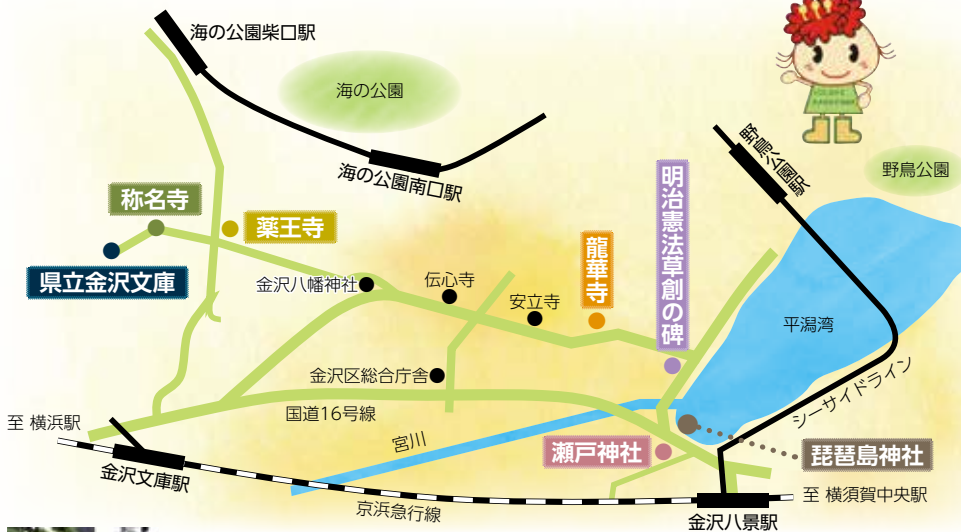 海の公園柴口駅
海の公園
海の公園南口駅
野島公園駅
野島公園
称名寺
薬王寺
県立金沢文庫
金沢八幡神社
伝心寺
安立寺
龍華寺
明治憲法草創の碑
平潟湾
金沢区総合庁舎
国道16号線
シーサイドライン
至 横浜駅
宮川
瀬戸神社
琵琶島神社
金沢文庫駅
京浜急行線
至 横須賀中央駅
金沢八景駅